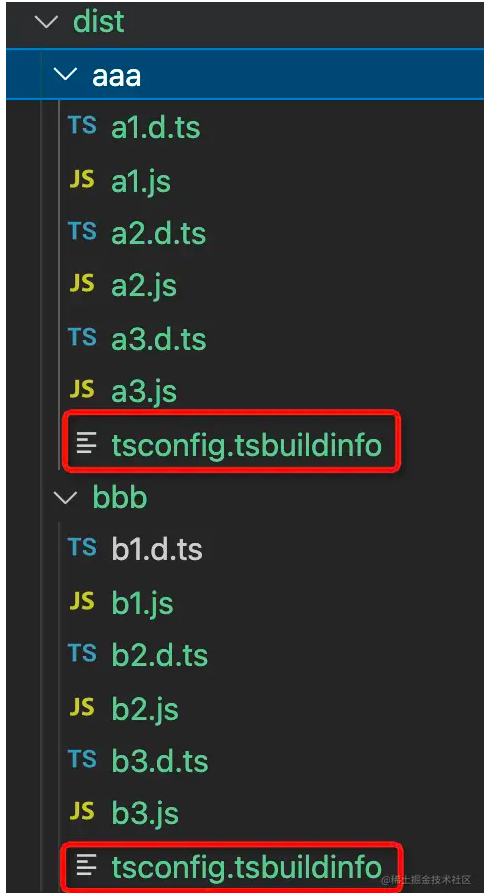 dist
aaa
TS a1.d.ts
JS a1.js
TS a2.d.ts
JS a2.js
TS a3.d.ts
JS a3.js
tsconfig.tsbuildinfo
bbb
TS b1.d.ts
JS b1.js
TS b2.d.ts
JS b2.js
TS b3.d.ts
JS b3.js
tsconfig.tsbuildinfo
@稀土掘金技术社区